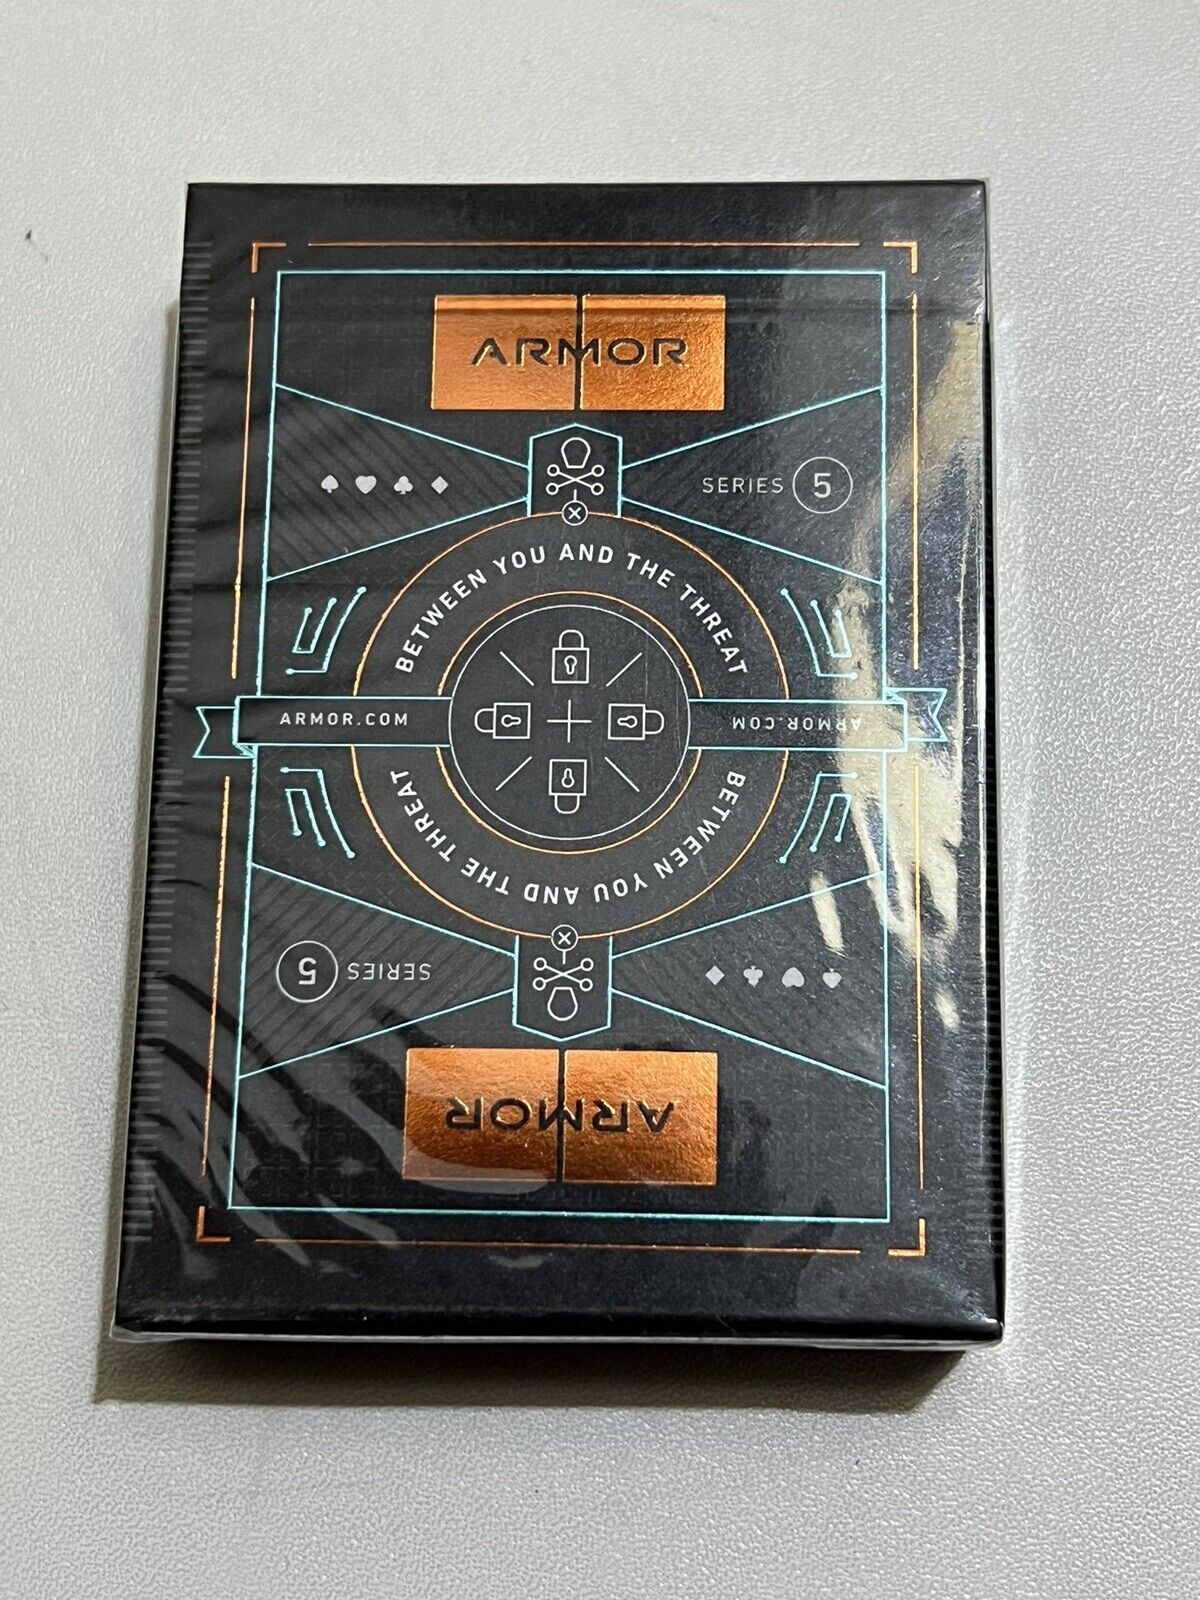 ARMOR
SERIES 5
BETWEEN YOU AND THE THREAT
ARMOR.COM
ARMOR.COM
BETWEEN YOU AND THE THREAT
SERIES 5
ARMOR